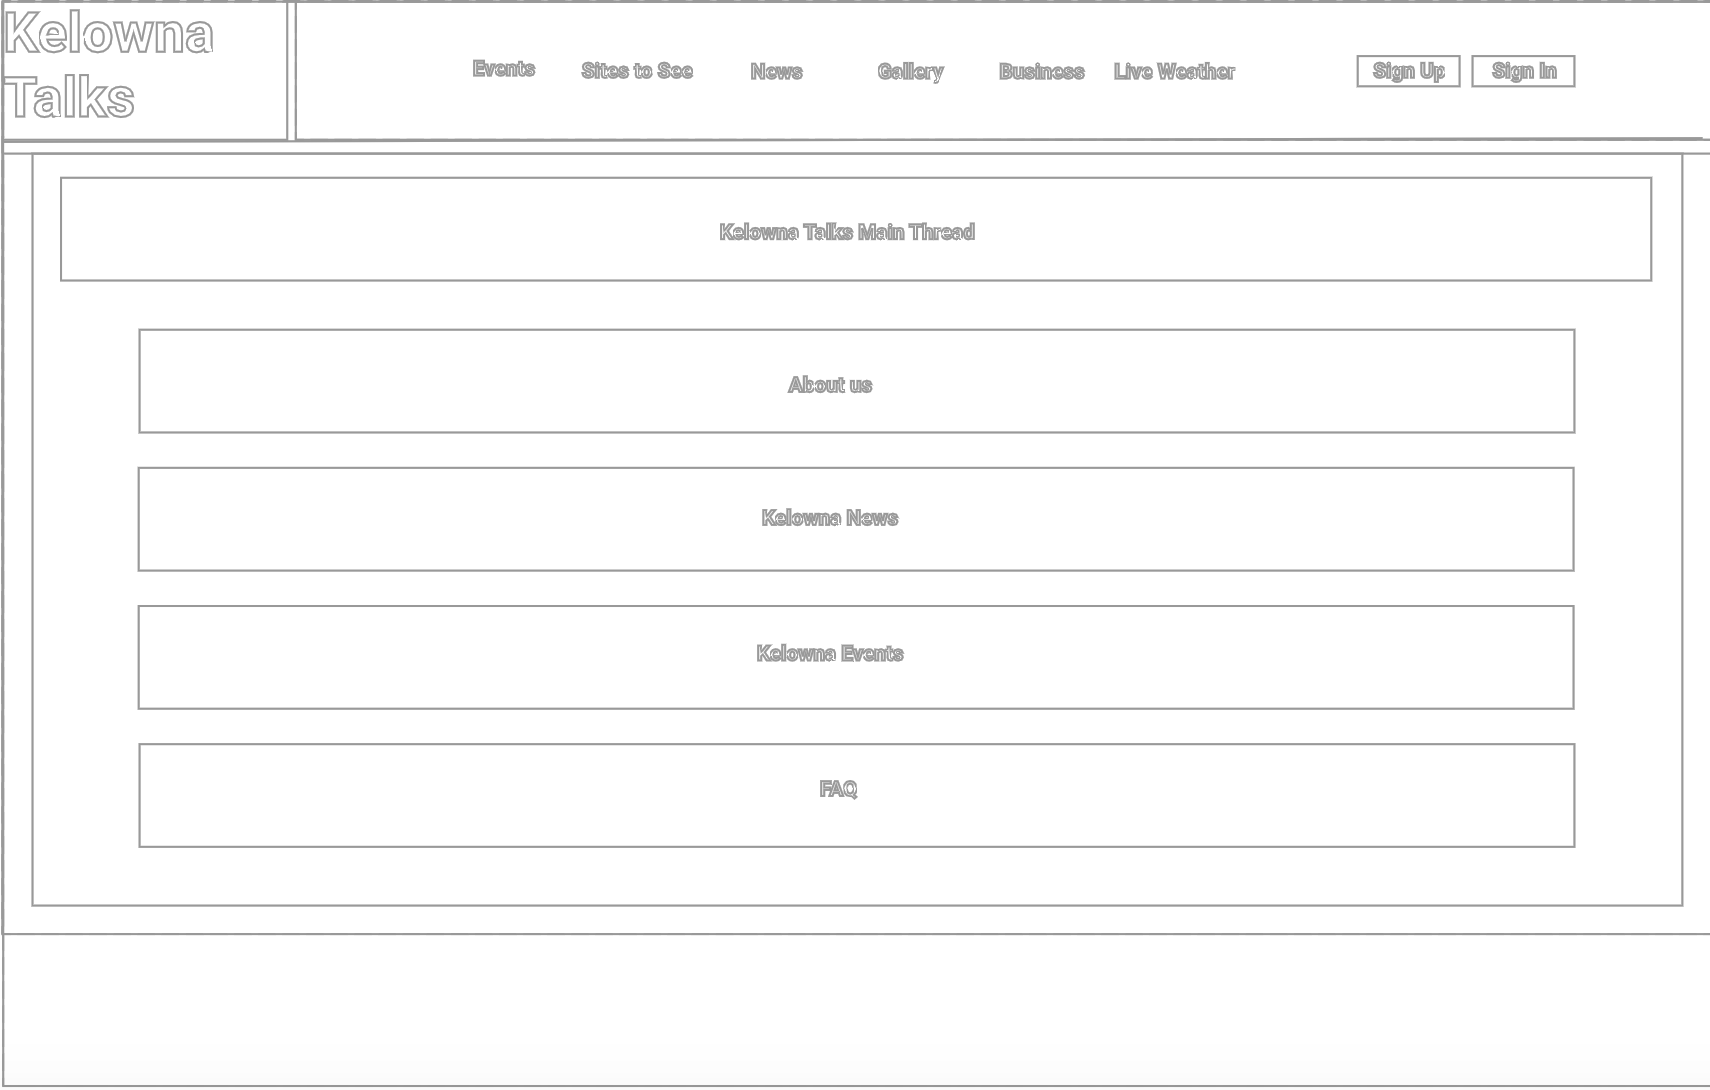 Kelowna
Talks
Events Sites to See News Gallery Business Live Weather Sign Up Sign In
Kelowna Talks Main Thread
About us
Kelowna News
Kelowna Events
FAQ